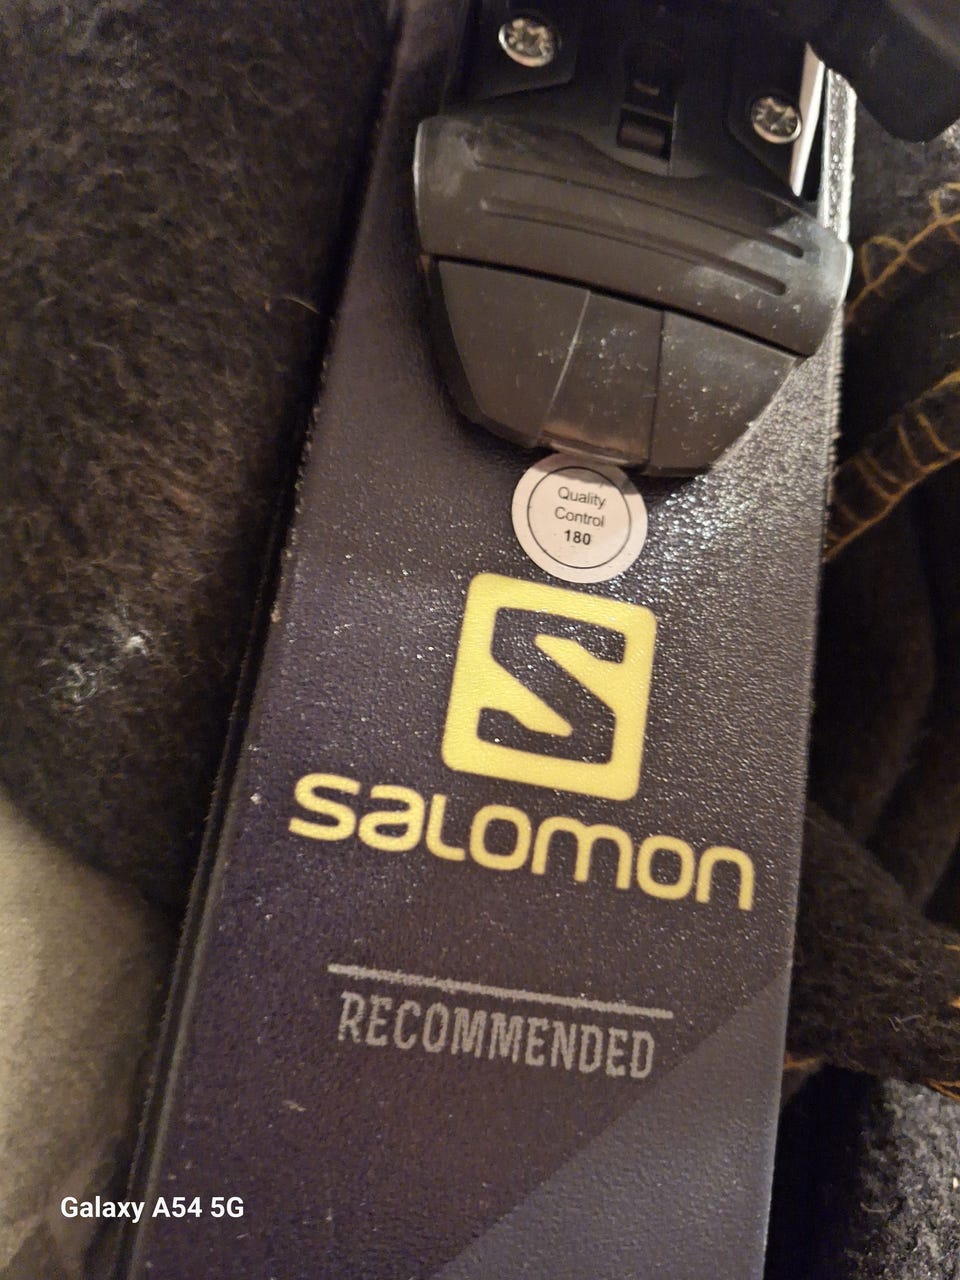 Quality
Control
180
S
salomon
RECOMMENDED
Galaxy A54 5G